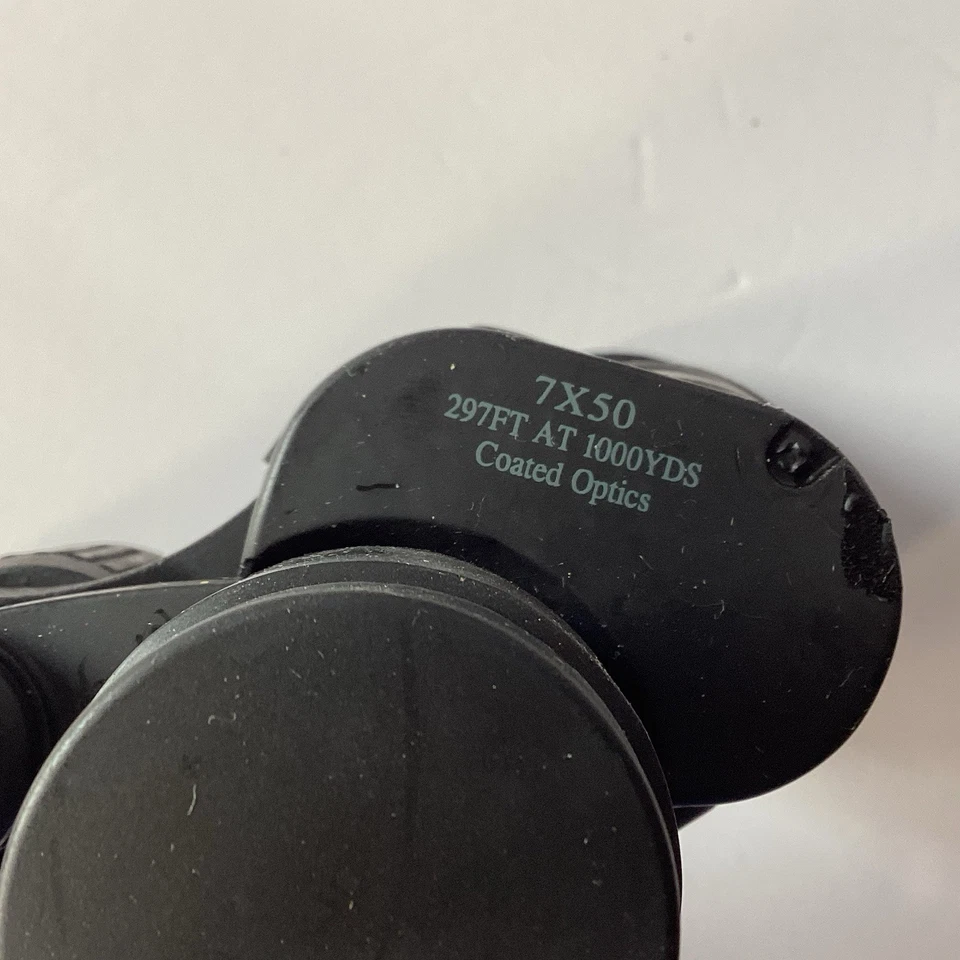 7X50
297FT AT 1000YDS
Coated Optics